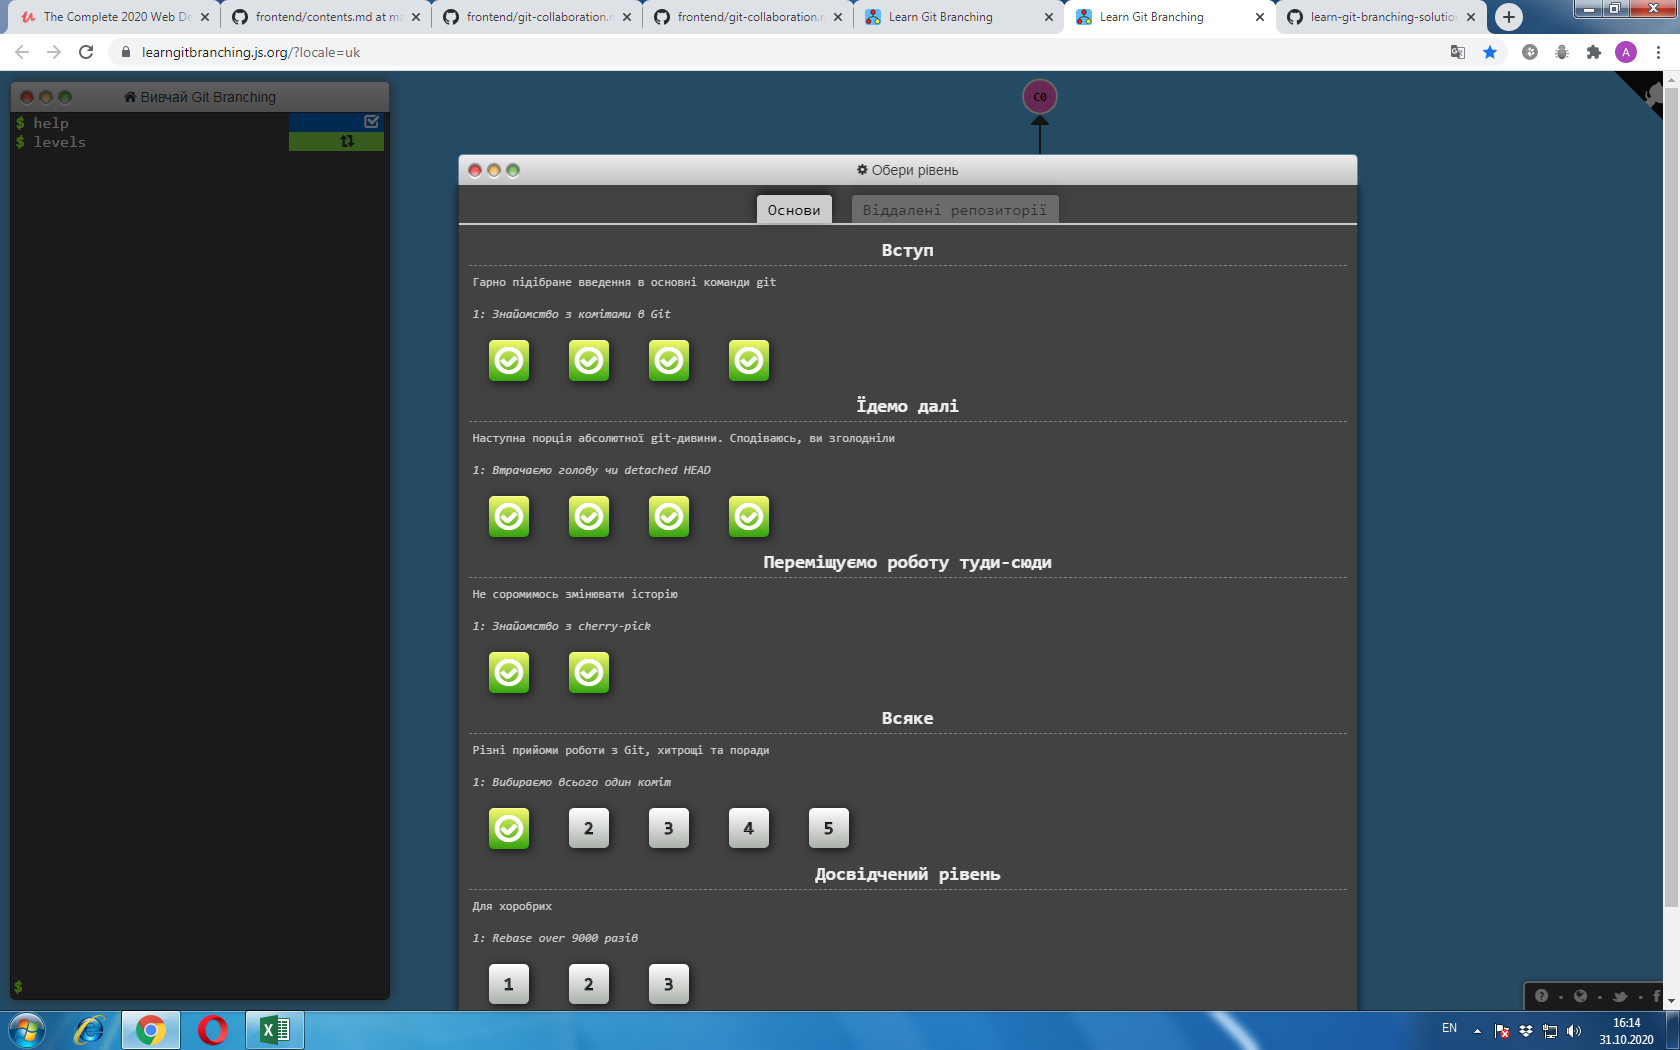 The Complete 2020 Web De
frontend/contents.md at ma
frontend/git-collaboration.r
frontend/git-collaboration.r
Learn Git Branching
Learn Git Branching
learn-git-branching-solution
learngitbranching.js.org/?locale=uk
A
Вивчай Git Branching
$ help
$ levels
$
C0
Обери рівень
Основи
Віддалені репозиторії
Вступ
Гарно підібране введення в основні команди git
1: Знайомство з комітами в Git
Їдемо далі
Наступна порція абсолютної git-дивини. Сподіваюсь, ви зголодніли
1: Втрачаємо голову чи detached HEAD
Переміщуємо роботу туди-сюди
Не соромимось змінювати історію
1: Знайомство з cherry-pick
Всяке
Різні прийоми роботи з Git, хитрощі та поради
1: Вибираємо всього один коміт
2 3 4 5
Досвідчений рівень
Для хоробрих
1: Rebase over 9000 разів
1 2 3
EN
16:14
31.10.2020